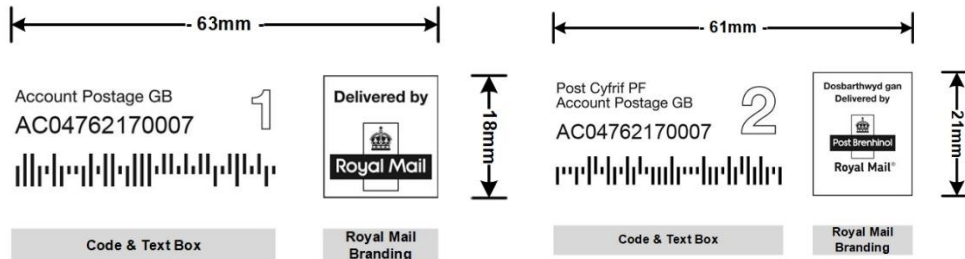 63mm
Account Postage GB
1
AC04762170007
Delivered by
Royal Mail
18mm
Code & Text Box
Royal Mail
Branding
61mm
Post Cyfrif PF
Account Postage GB
2
AC04762170007
Dosbarthwyd gan
Delivered by
Post Brenhinol
Royal Mail®
21mm
Code & Text Box
Royal Mail
Branding